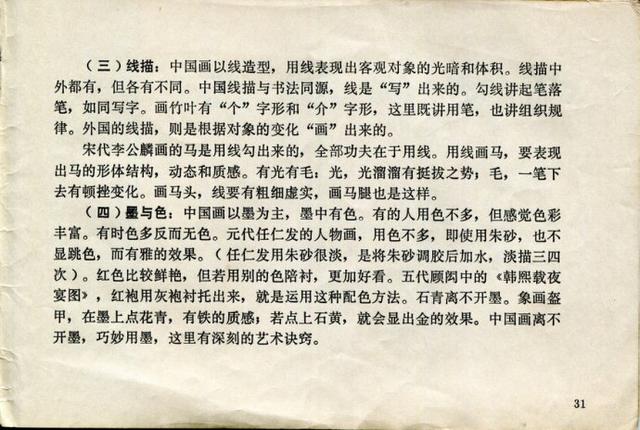 （三）线描：中国画以线造型，用线表现出客观对象的光暗和体积。线描中
外都有，但各有不同。中国线描与书法同源，线是“写”出来的。勾线讲起笔落
笔，如同写字。画竹叶有“个”字形和“介”字形，这里既讲用笔，也讲组织规
律。外国的线描，则是根据对象的变化“画”出来的。
宋代李公麟画的马是用线勾出来的，全部功夫在于用线。用线画马，要表现
出马的形体结构，动态和质感。有光有毛：光，光溜溜有挺拔之势；毛，一笔下
去有顿挫变化。画马头，线要有粗细虚实，画马腿也是这样。
（四）墨与色：中国画以墨为主，墨中有色。有的人用色不多，但感觉色彩
丰富。有时色多反而无色。元代任仁发的人物画，用色不多，即使用朱砂，也不
显跳色，而有雅的效果。（任仁发用朱砂很淡，是将朱砂调胶后加水，淡描三四
次）。红色比较鲜艳，但若用别的色陪衬，更加好看。五代顾闳中的《韩熙载夜
宴图》，红袍用灰袍衬托出来，就是运用这种配色方法。石青离不开墨。象画盔
甲，在墨上点花青，有铁的质感；若点上石黄，就会显出金的效果。中国画离不
开墨，巧妙用墨，这里有深刻的艺术诀窍。
31